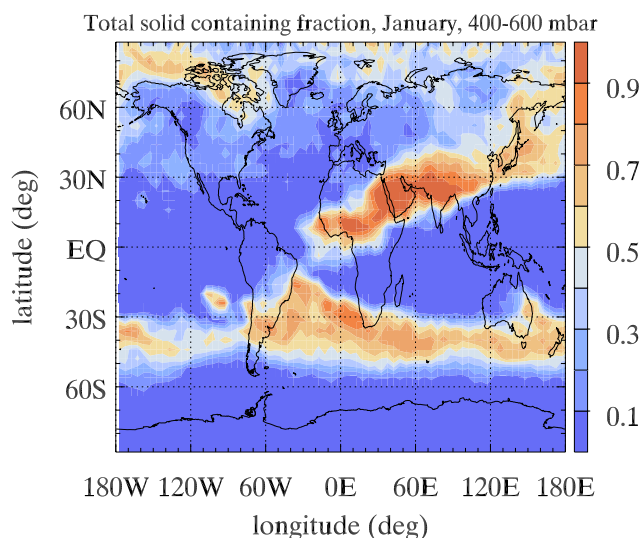 Total solid containing fraction, January, 400-600 mbar
60N
30N
EQ
30S
60S
latitude (deg)
180W 120W 60W 0E 60E 120E 180E
longitude (deg)
0.9
0.7
0.5
0.3
0.1